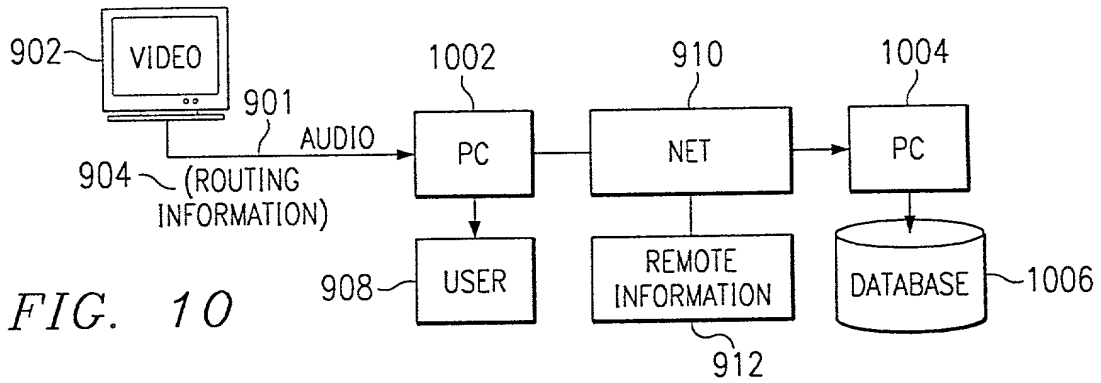 902
VIDEO
901
AUDIO
904
(ROUTING
INFORMATION)
1002
PC
910
NET
1004
PC
908
USER
REMOTE
INFORMATION
912
DATABASE
1006
FIG. 10